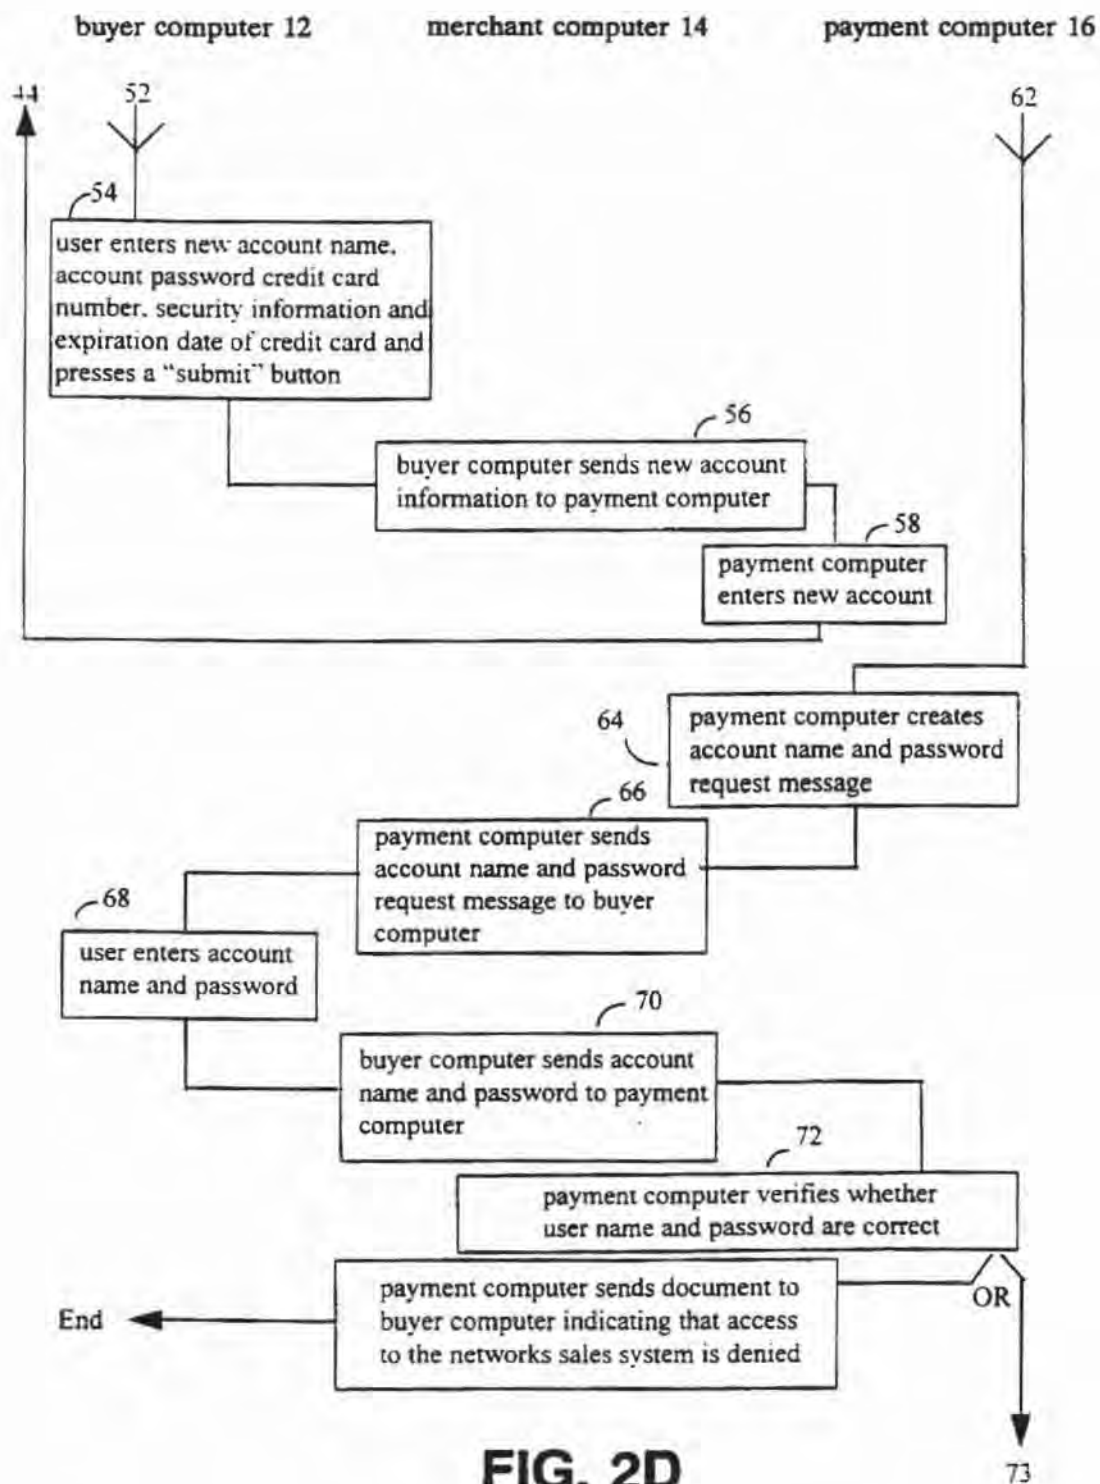 buyer computer 12 merchant computer 14 payment computer 16
44 52 62
54
user enters new account name.
account password credit card
number. security information and
expiration date of credit card and
presses a "submit" button
56
buyer computer sends new account
information to payment computer
58
payment computer
enters new account
64
payment computer creates
account name and password
request message
66
payment computer sends
account name and password
request message to buyer
computer
68
user enters account
name and password
70
buyer computer sends account
name and password to payment
computer
72
payment computer verifies whether
user name and password are correct
OR
payment computer sends document to
buyer computer indicating that access
to the networks sales system is denied
End
73
FIG. 2D